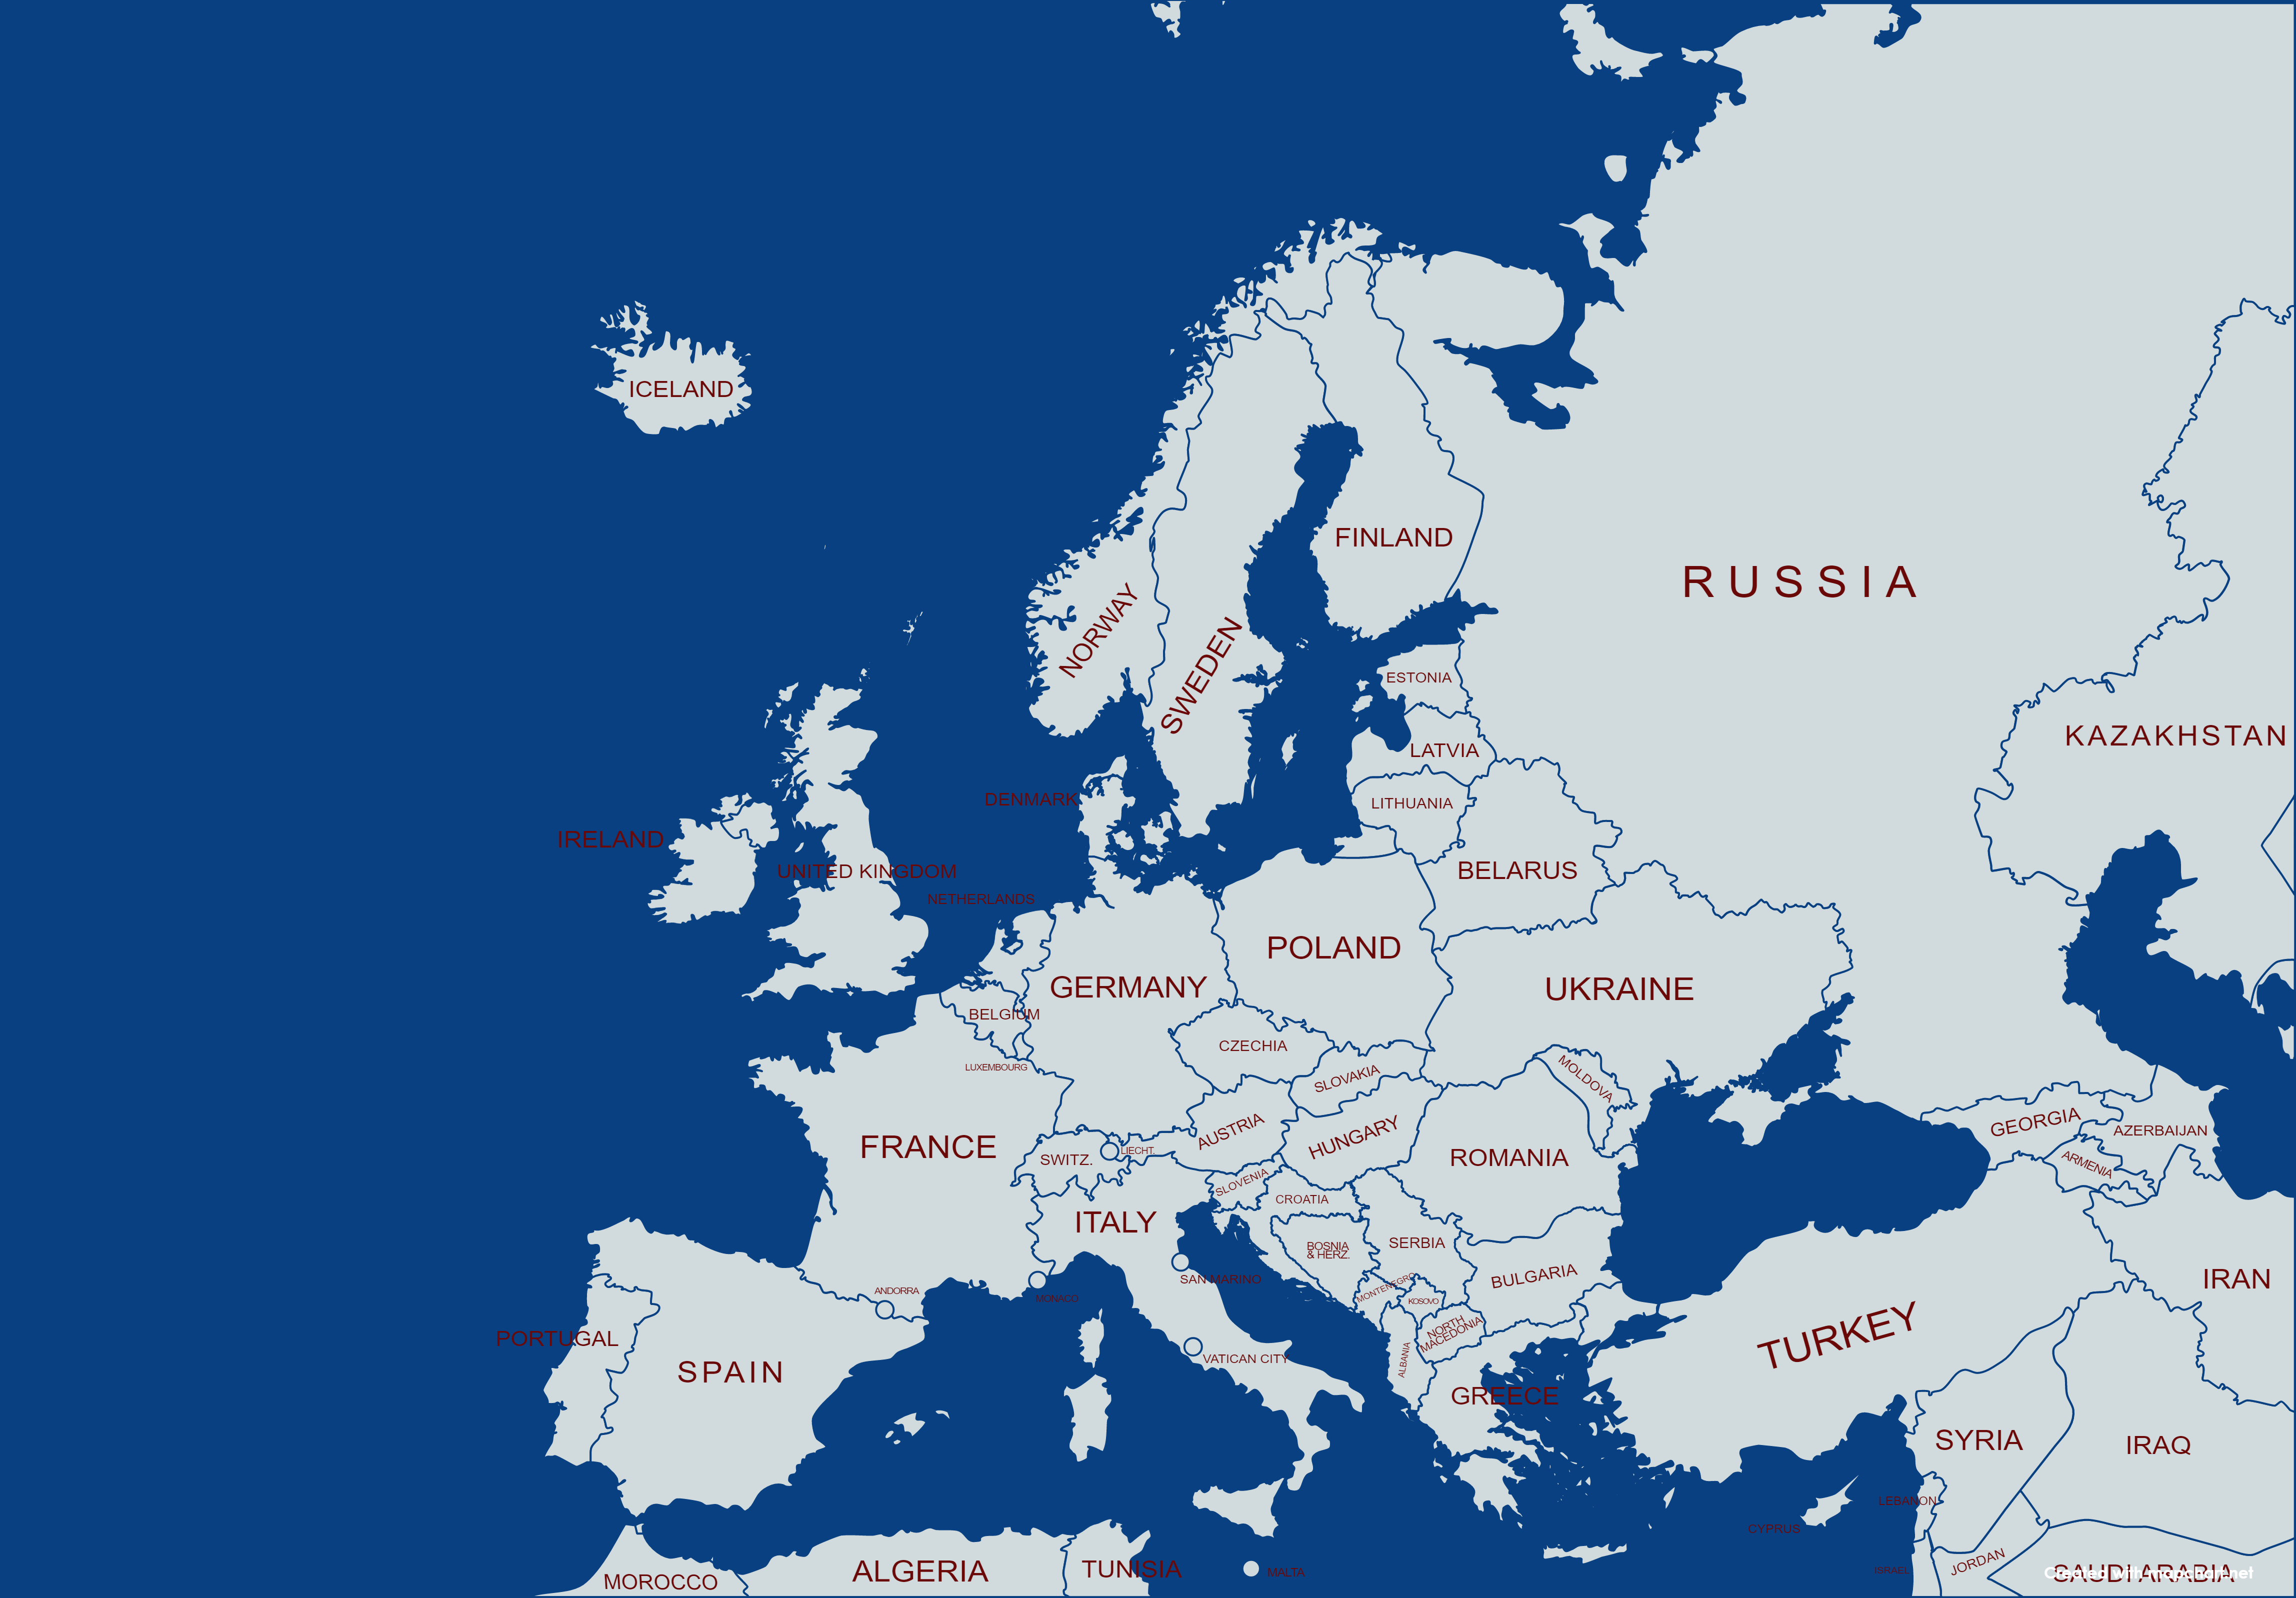 ICELAND
FINLAND
RUSSIA
NORWAY
SWEDEN
ESTONIA
KAZAKHSTAN
LATVIA
DENMARK
LITHUANIA
IRELAND
UNITED KINGDOM
BELARUS
NETHERLANDS
POLAND
GERMANY
UKRAINE
BELGIUM
CZECHIA
LUXEMBOURG
SLOVAKIA
MOLDOVA
AUSTRIA
HUNGARY
GEORGIA
AZERBAIJAN
FRANCE
SWITZ.
LIECHT.
ROMANIA
ARMENIA
SLOVENIA
CROATIA
ITALY
BOSNIA
& HERZ.
SERBIA
SAN MARINO
BULGARIA
IRAN
ANDORRA
MONACO
MONTENEGRO
KOSOVO
PORTUGAL
NORTH
MACEDONIA
TURKEY
VATICAN CITY
ALBANIA
SPAIN
GREECE
SYRIA
IRAQ
LEBANON
CYPRUS
ALGERIA
TUNISIA
MALTA
MOROCCO
ISRAEL
JORDAN
SAUDI ARABIA
Created with mapchart.net